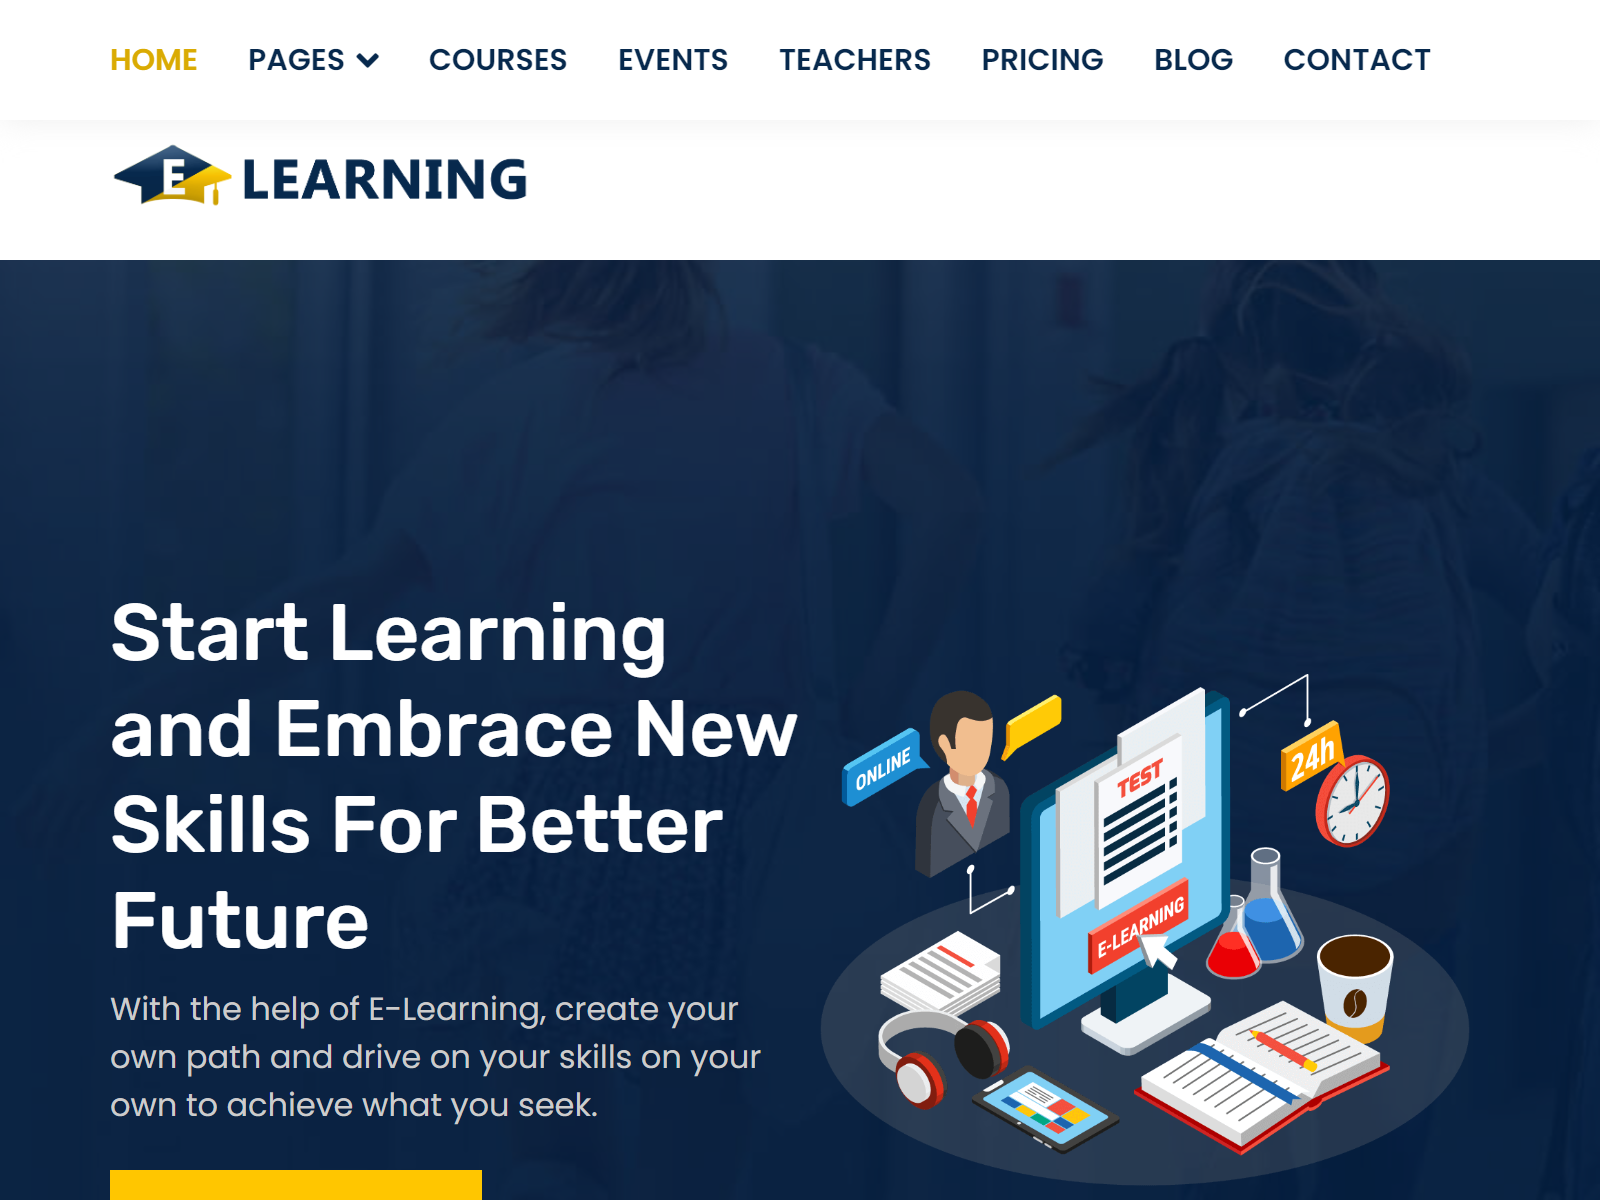 HOME PAGES COURSES EVENTS TEACHERS PRICING BLOG CONTACT
E LEARNING
Start Learning
and Embrace New
Skills For Better
Future
With the help of E-Learning, create your
own path and drive on your skills on your
own to achieve what you seek.
ONLINE
TEST
24h
E-LEARNING